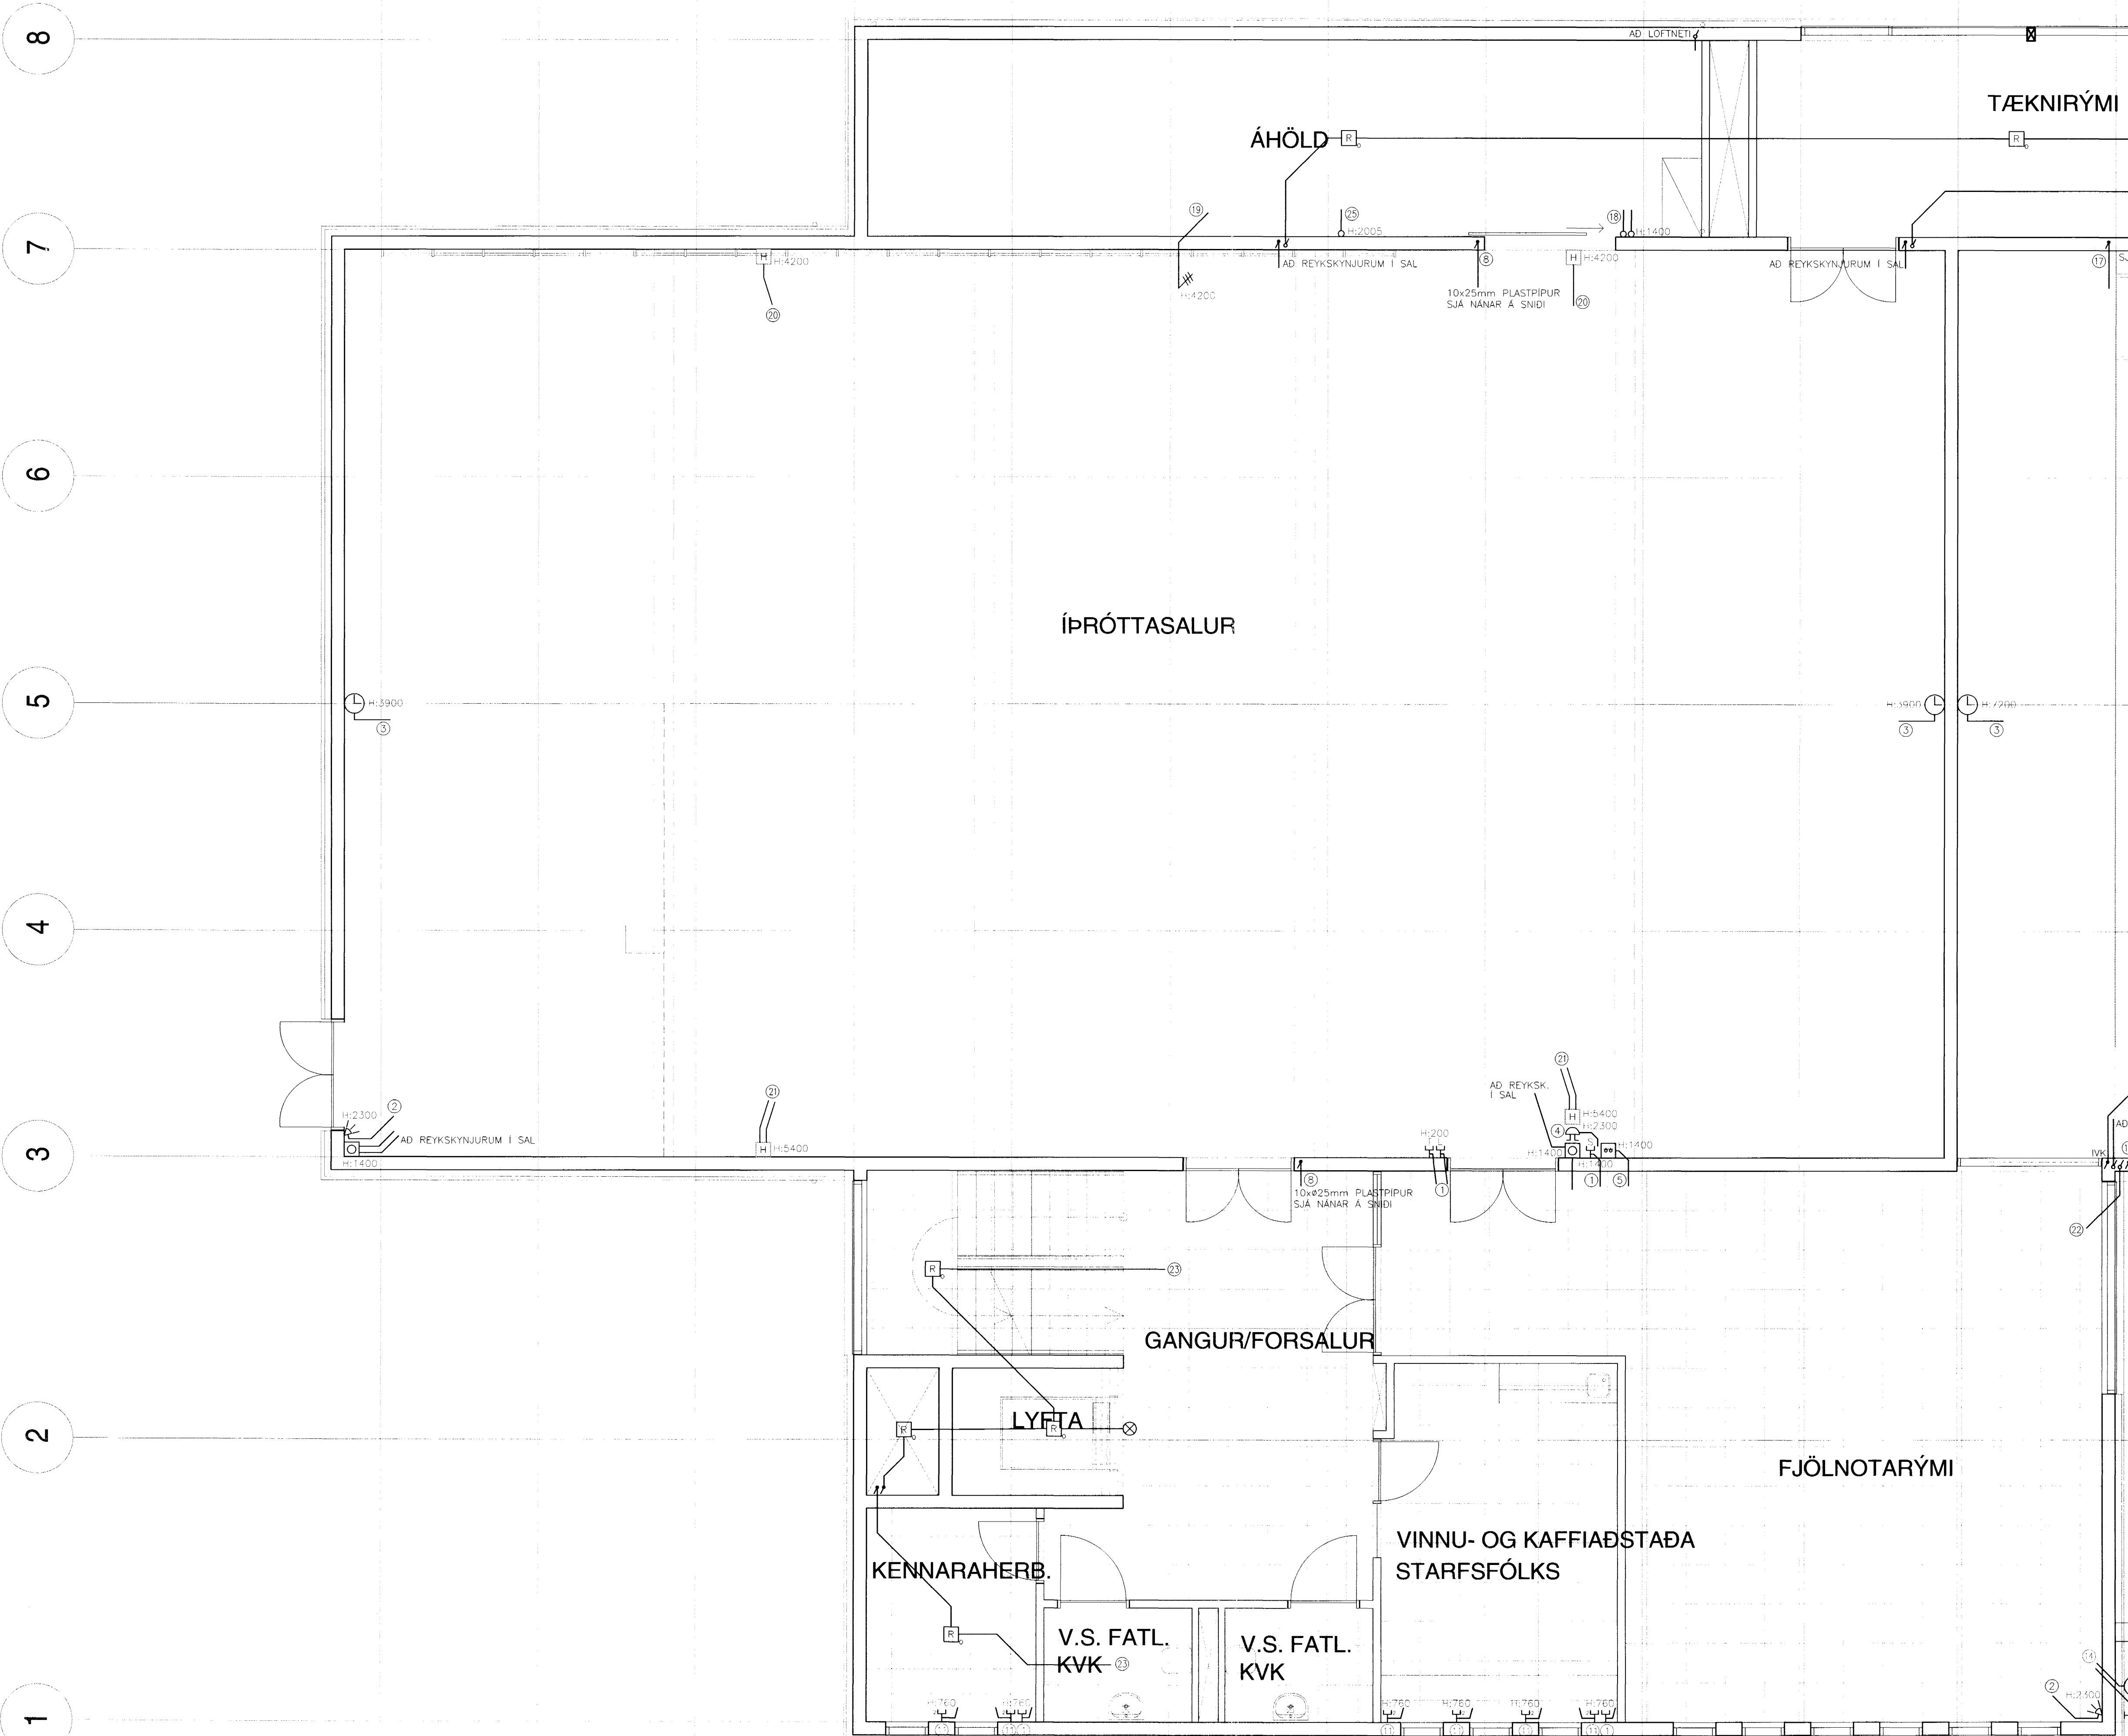 8
AÐ LOFTNETI
TÆKNIRÝMI
ÁHÖLD
R
R
19
25
H:2005
18
H:1400
7
H
H:4200
AÐ REYKSKYNJURUM Í SAL
8
H
H:4200
AÐ REYKSKYNJURUM Í SAL
17
H:4200
10x25mm PLASTPÍPUR
SJÁ NÁNAR Á SNIÐI
20
20
6
ÍÞRÓTTASALUR
5
H:3900
3
H:3900
3
H:7200
3
4
21
21
AÐ REYKSK.
Í SAL
H
H:5400
H:2300
2
H:2300
4
AÐ REYKSKYNJURUM Í SAL
H:1400
3
H
H:5400
H:200
T L
S
H:1400
H:1400
H:1400
1
1
5
IVK
8
10xø25mm PLASTPÍPUR
SJÁ NÁNAR Á SNIÐI
22
R
23
GANGUR/FORSALUR
2
LYFTA
R
R
FJÖLNOTARÝMI
VINNU- OG KAFFIAÐSTAÐA
STARFSFÓLKS
KENNARAHERB.
R
V.S. FATL.
KVK
23
V.S. FATL.
KVK
14
2
H:2300
1
H:760
H:760
H:760
H:760
H:760
H:760